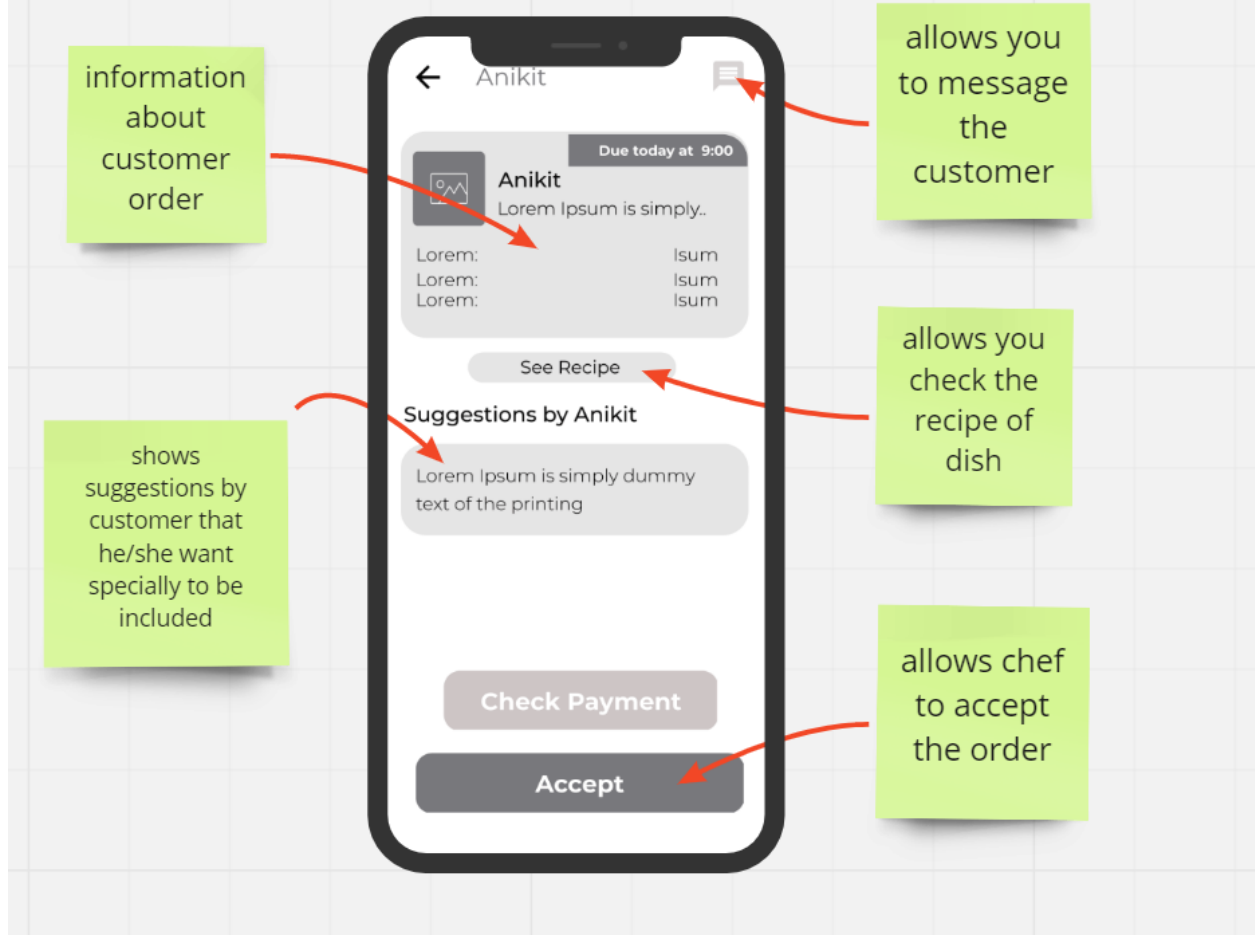 information
about
customer
order
shows
suggestions by
customer that
he/she want
specially to be
included
Anikit
Due today at 9:00
Anikit
Lorem Ipsum is simply..
Lorem: Isum
Lorem: Isum
Lorem: Isum
See Recipe
Suggestions by Anikit
Lorem Ipsum is simply dummy
text of the printing
Check Payment
Accept
allows you
to message
the
customer
allows you
check the
recipe of
dish
allows chef
to accept
the order